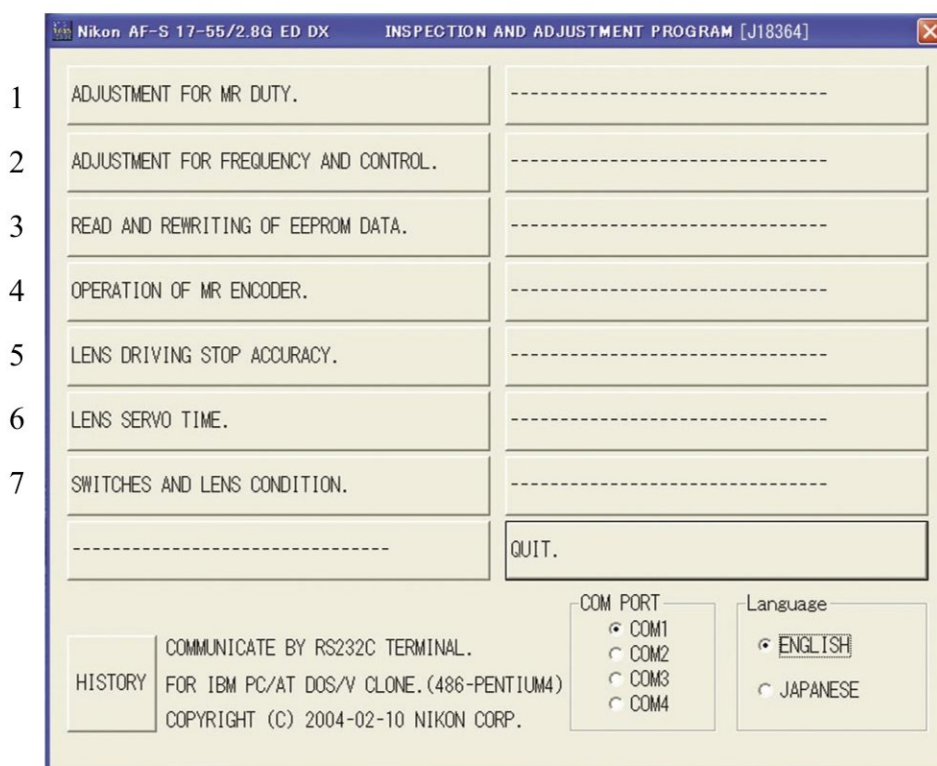 Nikon AF-S 17-55/2.8G ED DX INSPECTION AND ADJUSTMENT PROGRAM [J18364]
1 ADJUSTMENT FOR MR DUTY. --------------------------------
2 ADJUSTMENT FOR FREQUENCY AND CONTROL. --------------------------------
3 READ AND REWRITING OF EEPROM DATA. --------------------------------
4 OPERATION OF MR ENCODER. --------------------------------
5 LENS DRIVING STOP ACCURACY. --------------------------------
6 LENS SERVO TIME. --------------------------------
7 SWITCHES AND LENS CONDITION. --------------------------------
-------------------------------- QUIT.
HISTORY
COMMUNICATE BY RS232C TERMINAL.
FOR IBM PC/AT DOS/V CLONE.(486-PENTIUM4)
COPYRIGHT (C) 2004-02-10 NIKON CORP.
COM PORT
COM1
COM2
COM3
COM4
Language
ENGLISH
JAPANESE